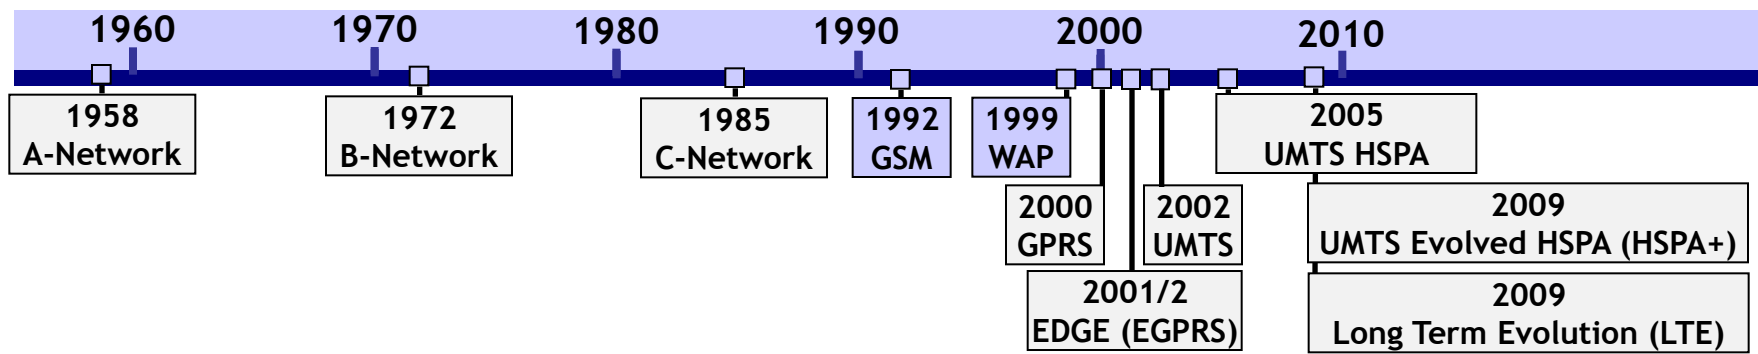 1960
1970
1980
1990
2000
2010
1958
A-Network
1972
B-Network
1985
C-Network
1992
GSM
1999
WAP
2005
UMTS HSPA
2000
GPRS
2002
UMTS
2009
UMTS Evolved HSPA (HSPA+)
2001/2
EDGE (EGPRS)
2009
Long Term Evolution (LTE)